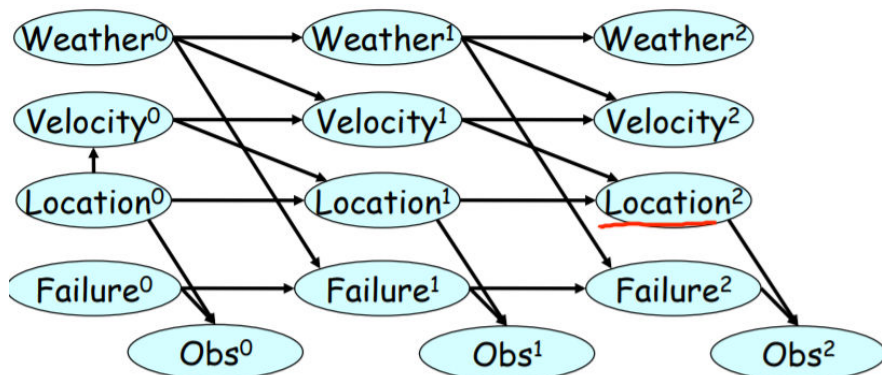 Weather⁰ Weather¹ Weather²
Velocity⁰ Velocity¹ Velocity²
Location⁰ Location¹ Location²
Failure⁰ Failure¹ Failure²
Obs⁰ Obs¹ Obs²